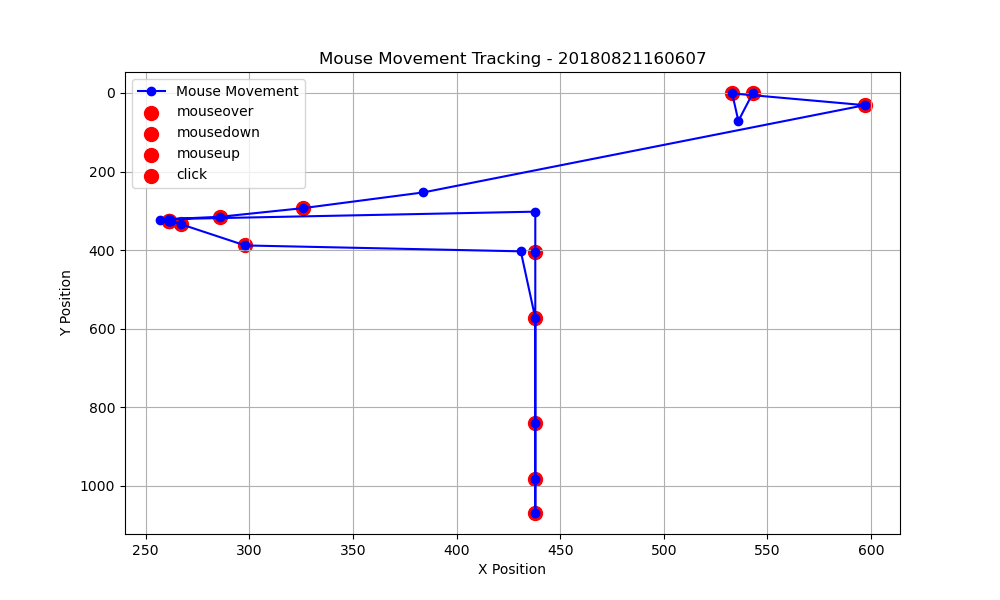 Mouse Movement Tracking - 20180821160607
Mouse Movement
mouseover
mousedown
mouseup
click
0
200
400
600
800
1000
Y Position
250
300
350
400
450
500
550
600
X Position